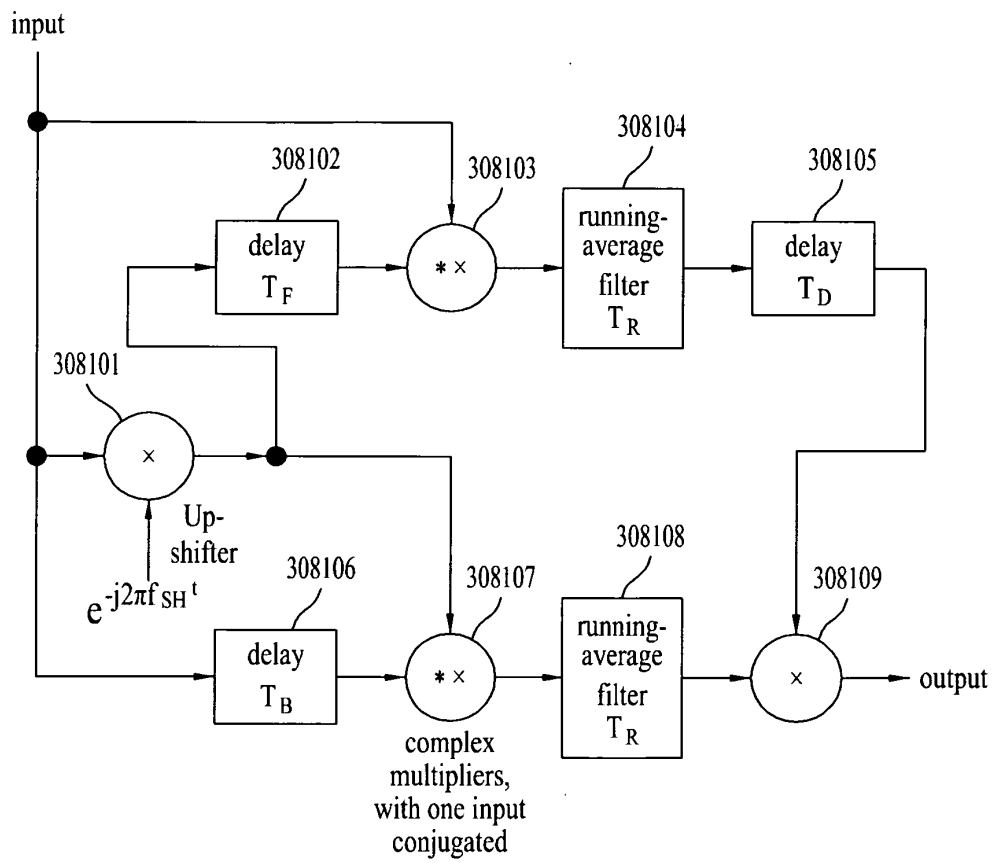 input
308102
308103
308104
308105
delay
T_F
* ×
running-
average
filter
T_R
delay
T_D
308101
×
Up-
shifter
e^-j2πf_SH t
308106
308107
308108
308109
delay
T_B
* ×
running-
average
filter
T_R
×
output
complex
multipliers,
with one input
conjugated